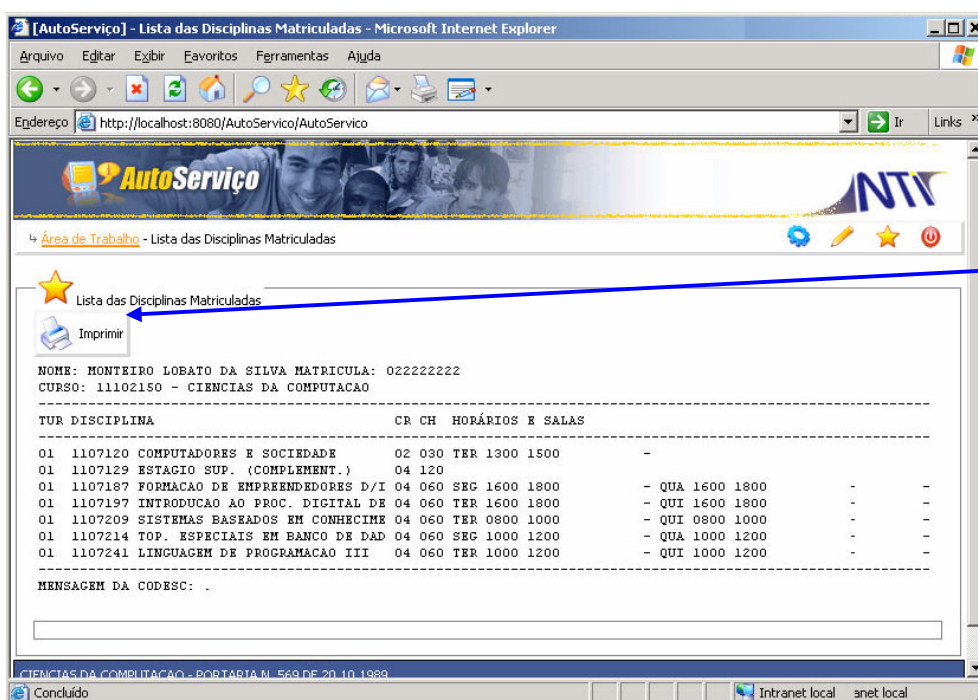 [AutoServiço] - Lista das Disciplinas Matriculadas - Microsoft Internet Explorer
Arquivo Editar Exibir Favoritos Ferramentas Ajuda
Endereço http://localhost:8080/AutoServico/AutoServico Ir Links »
AutoServiço NTI
Área de Trabalho - Lista das Disciplinas Matriculadas
Lista das Disciplinas Matriculadas
Imprimir
NOME: MONTEIRO LOBATO DA SILVA MATRICULA: 022222222
CURSO: 11102150 - CIENCIAS DA COMPUTACAO
TUR DISCIPLINA CR CH HORÁRIOS E SALAS
01 1107120 COMPUTADORES E SOCIEDADE 02 030 TER 1300 1500 -
01 1107129 ESTAGIO SUP. (COMPLEMENT.) 04 120
01 1107187 FORMACAO DE EMPREENDEDORES D/I 04 060 SEG 1600 1800 - QUA 1600 1800 - -
01 1107197 INTRODUCAO AO PROC. DIGITAL DE 04 060 TER 1600 1800 - QUI 1600 1800 - -
01 1107209 SISTEMAS BASEADOS EM CONHECIME 04 060 TER 0800 1000 - QUI 0800 1000 - -
01 1107214 TOP. ESPECIAIS EM BANCO DE DAD 04 060 SEG 1000 1200 - QUA 1000 1200 - -
01 1107241 LINGUAGEM DE PROGRAMACAO III 04 060 TER 1000 1200 - QUI 1000 1200 - -
MENSAGEM DA CODESC: .
CIENCIAS DA COMPUTACAO - PORTARIA N. 569 DE 20.10.1989
Concluído Intranet local anet local